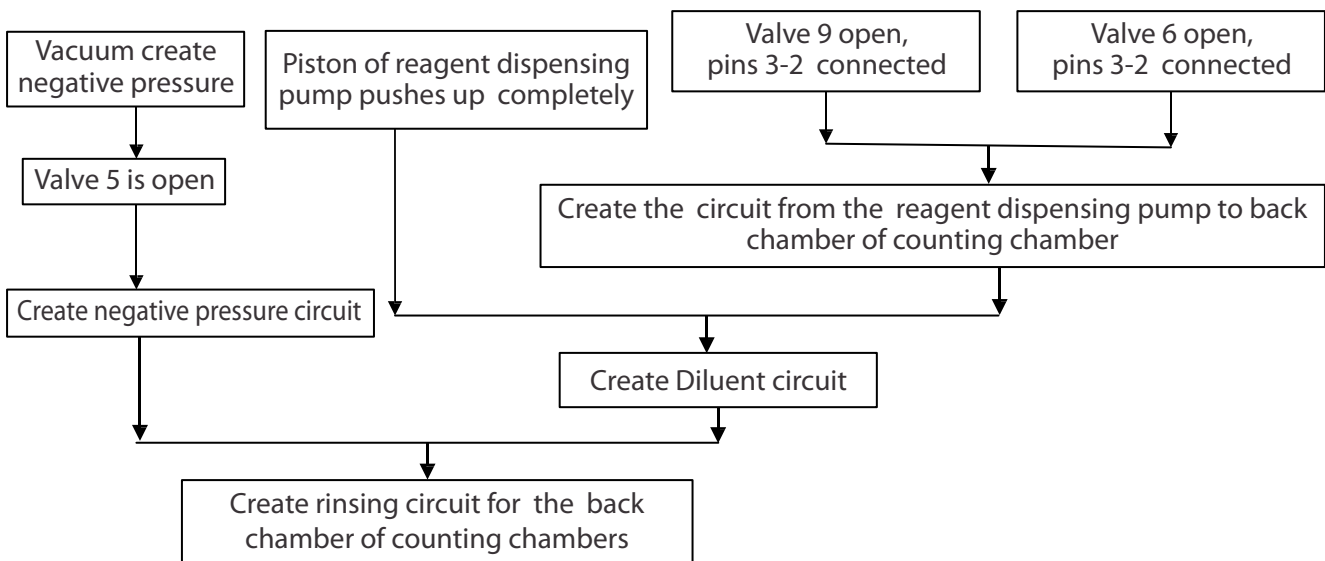 Vacuum create
negative pressure
Piston of reagent dispensing
pump pushes up completely
Valve 9 open,
pins 3-2 connected
Valve 6 open,
pins 3-2 connected
Valve 5 is open
Create the circuit from the reagent dispensing pump to back
chamber of counting chamber
Create negative pressure circuit
Create Diluent circuit
Create rinsing circuit for the back
chamber of counting chambers